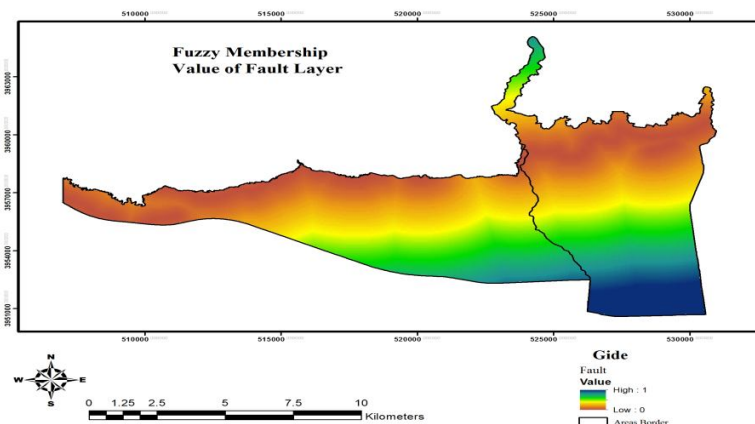 510000 515000 520000 525000 530000
Fuzzy Membership
Value of Fault Layer
3963000
3960000
3957000
3954000
3951000
510000 515000 520000 525000 530000
N
W E
S
0 1.25 2.5 5 7.5 10
Kilometers
Gide
Fault
Value
High : 1
Low : 0
Areas Border